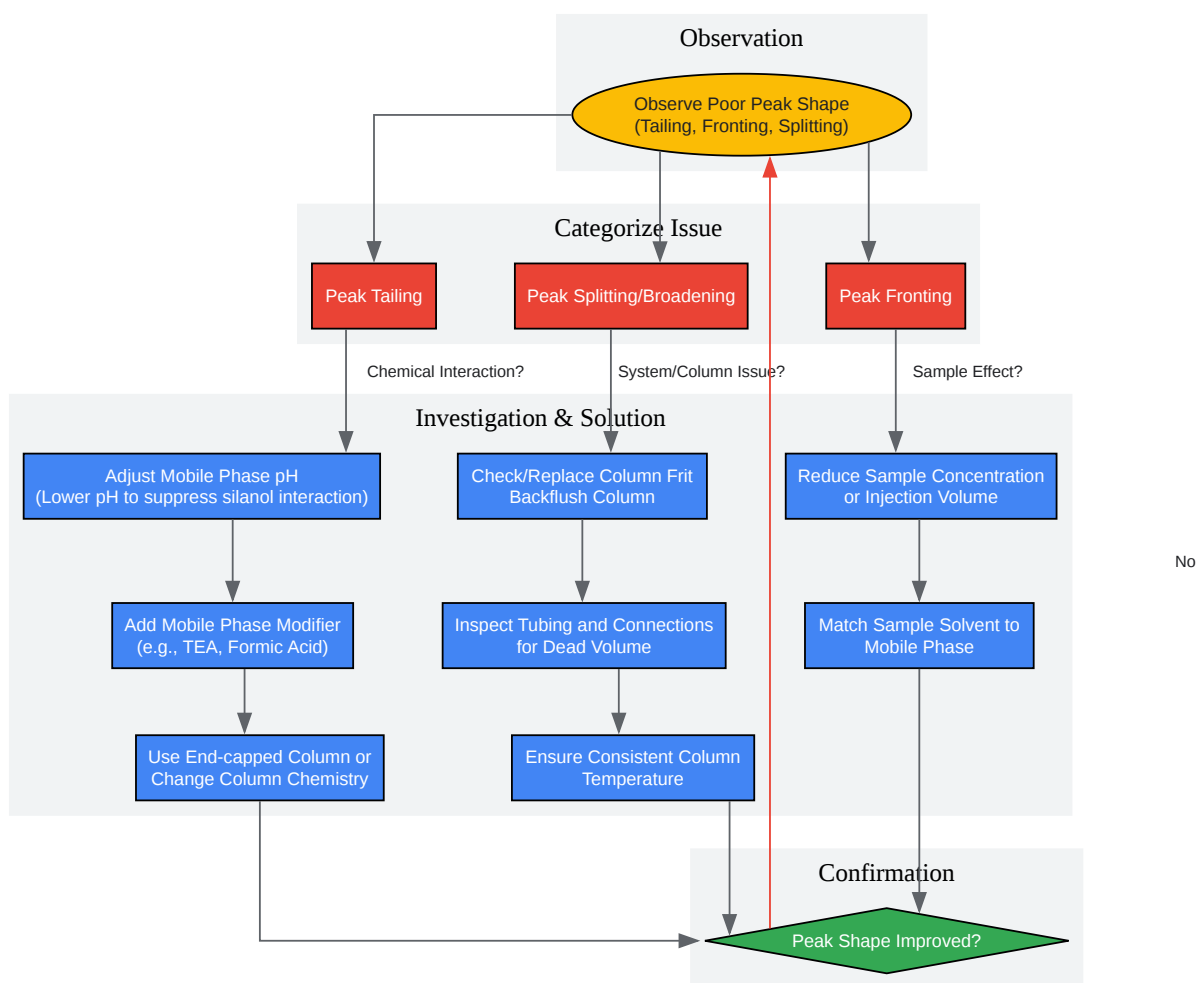 Observation
Observe Poor Peak Shape
(Tailing, Fronting, Splitting)
Categorize Issue
Peak Tailing
Peak Splitting/Broadening
Peak Fronting
Chemical Interaction?
System/Column Issue?
Sample Effect?
Investigation & Solution
Adjust Mobile Phase pH
(Lower pH to suppress silanol interaction)
Check/Replace Column Frit
Backflush Column
Reduce Sample Concentration
or Injection Volume
No
Add Mobile Phase Modifier
(e.g., TEA, Formic Acid)
Inspect Tubing and Connections
for Dead Volume
Match Sample Solvent to
Mobile Phase
Use End-capped Column or
Change Column Chemistry
Ensure Consistent Column
Temperature
Confirmation
Peak Shape Improved?